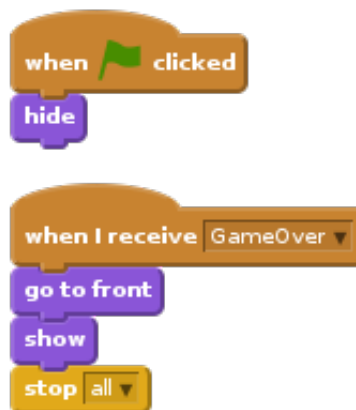 when clicked
hide
when I receive GameOver
go to front
show
stop all